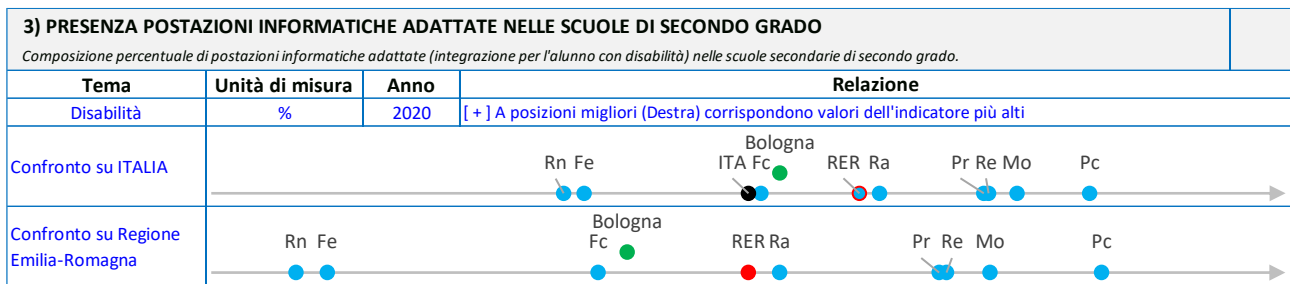 3) PRESENZA POSTAZIONI INFORMATICHE ADATTATE NELLE SCUOLE DI SECONDO GRADO
Composizione percentuale di postazioni informatiche adattate (integrazione per l'alunno con disabilità) nelle scuole secondarie di secondo grado.
Tema Unità di misura Anno Relazione
Disabilità % 2020 [ + ] A posizioni migliori (Destra) corrispondono valori dell'indicatore più alti
Confronto su ITALIA
Bologna
Rn Fe ITA Fc RER Ra Pr Re Mo Pc
Confronto su Regione
Emilia-Romagna
Bologna
Rn Fe Fc RER Ra Pr Re Mo Pc